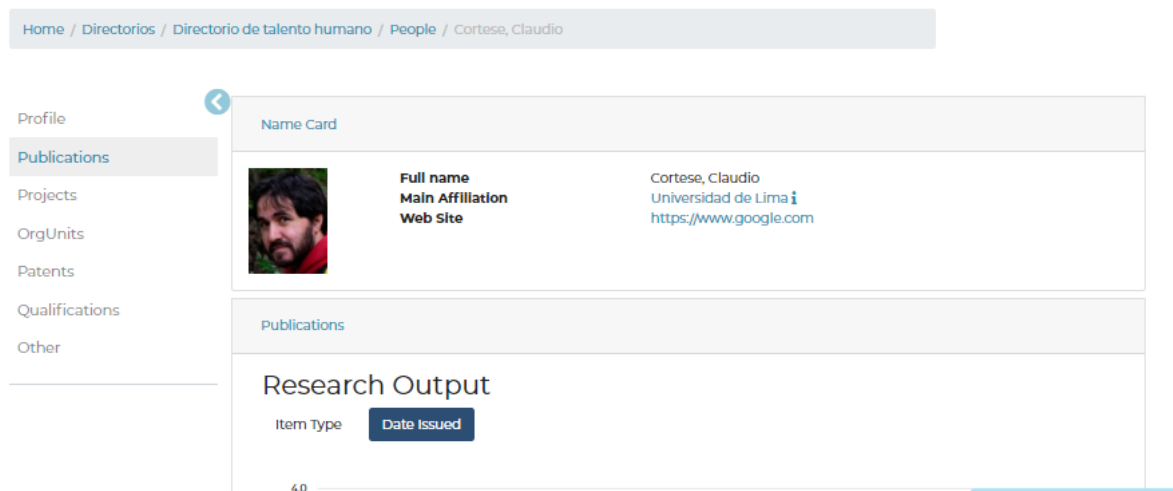 Home / Directorios / Directorio de talento humano / People / Cortese, Claudio
Profile
Publications
Projects
OrgUnits
Patents
Qualifications
Other
Name Card
Full name Cortese, Claudio
Main Affiliation Universidad de Lima i
Web Site https://www.google.com
Publications
Research Output
Item Type Date Issued
4.0